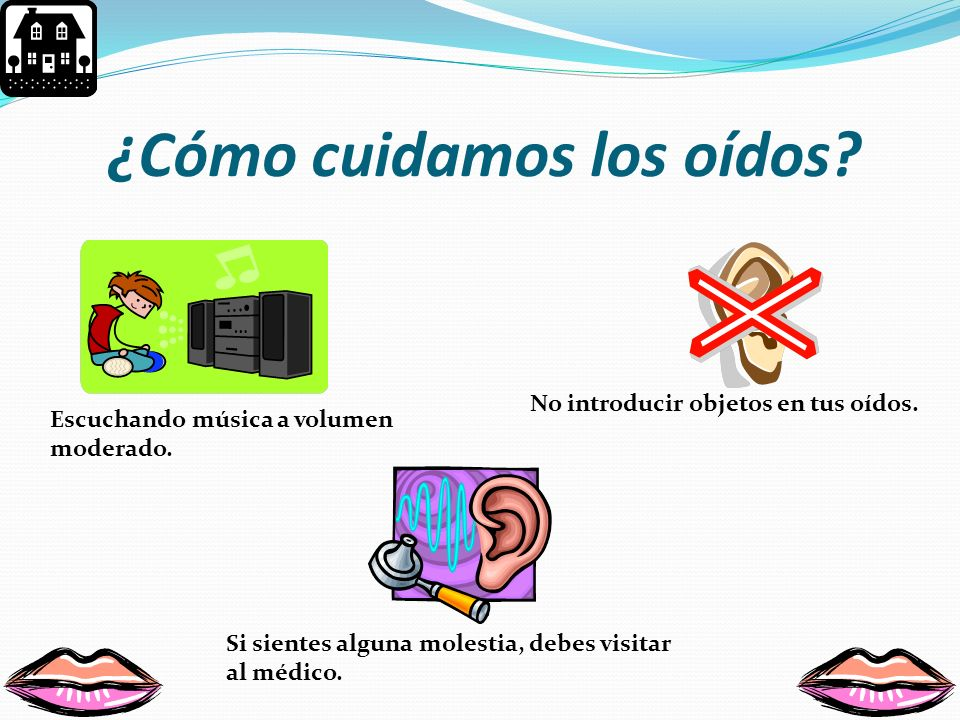 ¿Cómo cuidamos los oídos?
Escuchando música a volumen
moderado.
No introducir objetos en tus oídos.
Si sientes alguna molestia, debes visitar
al médico.